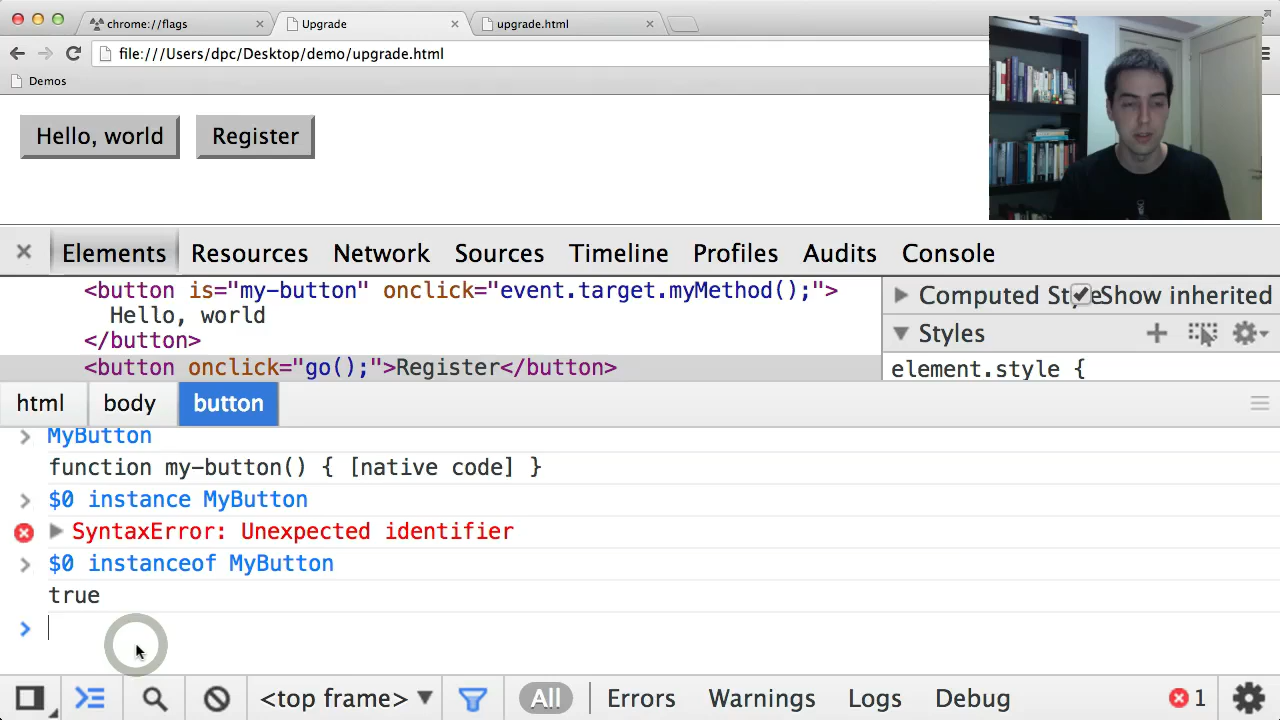 chrome://flags
Upgrade
upgrade.html
file:///Users/dpc/Desktop/demo/upgrade.html
Demos
Hello, world
Register
Elements
Resources
Network
Sources
Timeline
Profiles
Audits
Console
<button is="my-button" onclick="event.target.myMethod();">
Hello, world
</button>
<button onclick="go();">Register</button>
Computed Style
Show inherited
Styles
element.style {
html
body
button
MyButton
function my-button() { [native code] }
$0 instance MyButton
SyntaxError: Unexpected identifier
$0 instanceof MyButton
true
<top frame>
All
Errors
Warnings
Logs
Debug
1